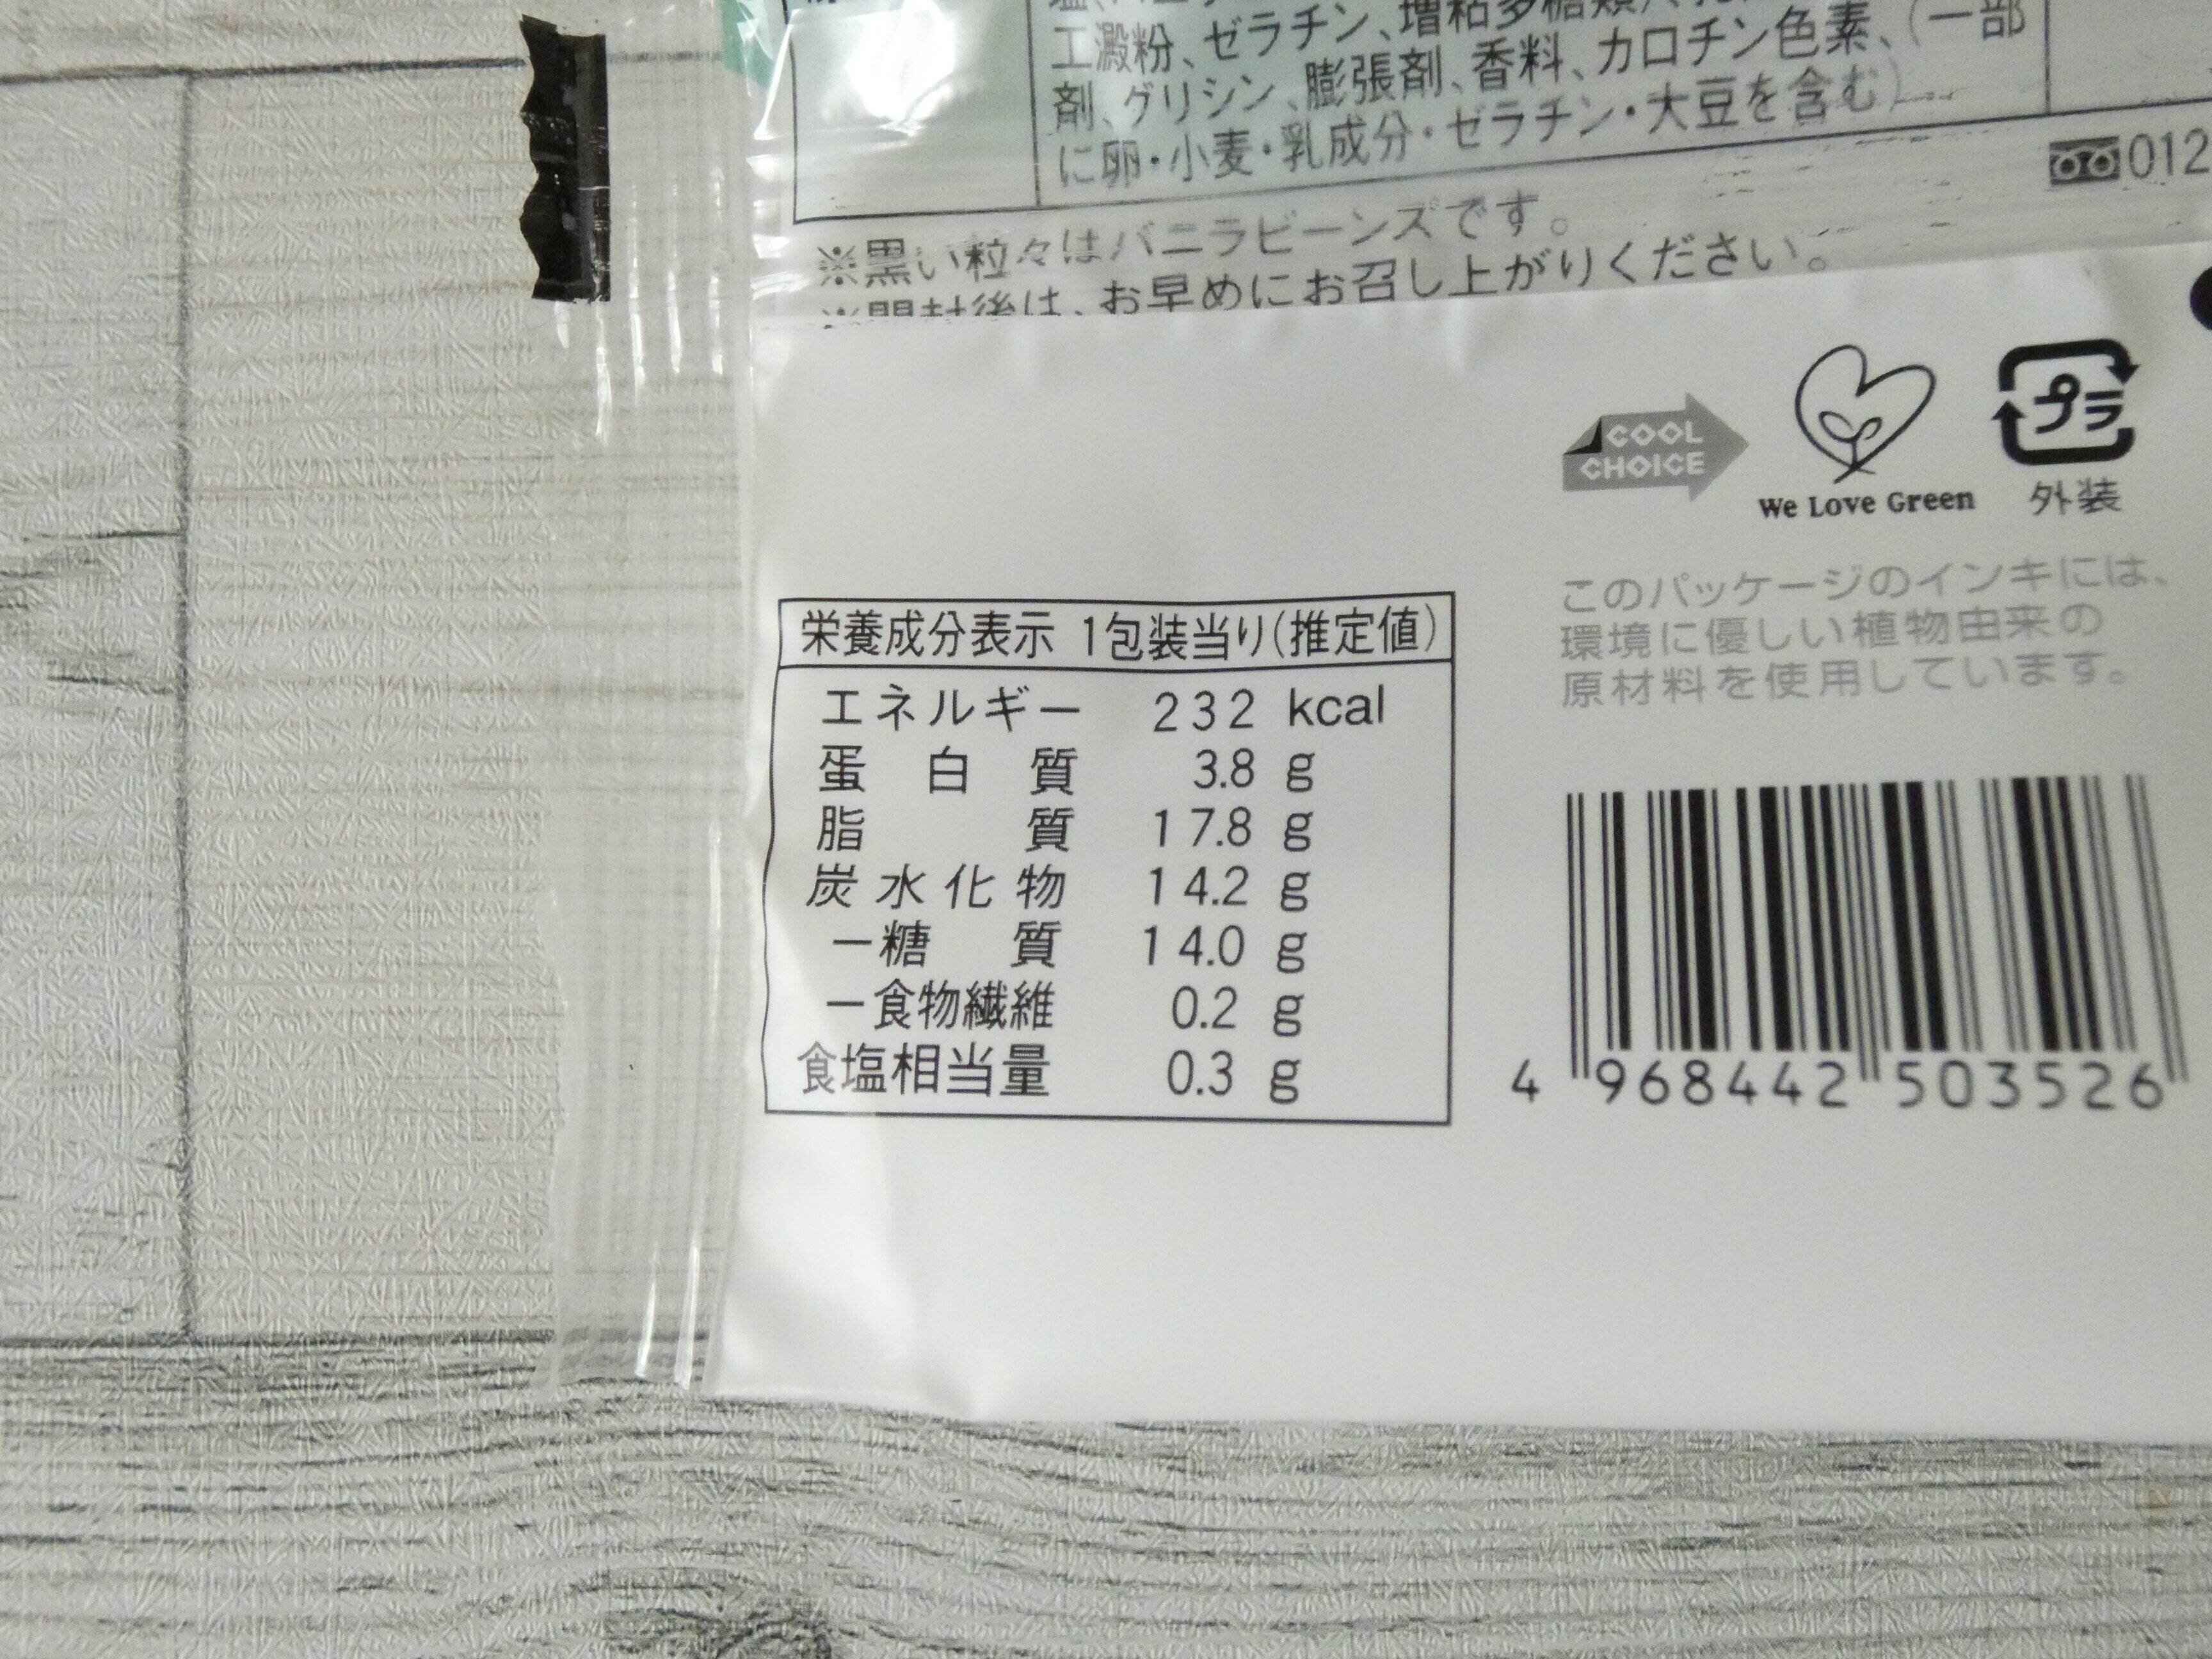 工澱粉、ゼラチン、増粘多糖類)、
剤、グリシン、膨張剤、香料、カロチン色素、(一部
に卵・小麦・乳成分・ゼラチン・大豆を含む)
012
※黒い粒々はバニラビーンズです。
※開封後は、お早めにお召し上がりください。
COOL
CHOICE
We Love Green
プラ
外装
このパッケージのインキには、
環境に優しい植物由来の
原材料を使用しています。
栄養成分表示 1包装当り(推定値)
エネルギー 232 kcal
蛋白質 3.8 g
脂質 17.8 g
炭水化物 14.2 g
ー糖質 14.0 g
ー食物繊維 0.2 g
食塩相当量 0.3 g
4 968442 503526